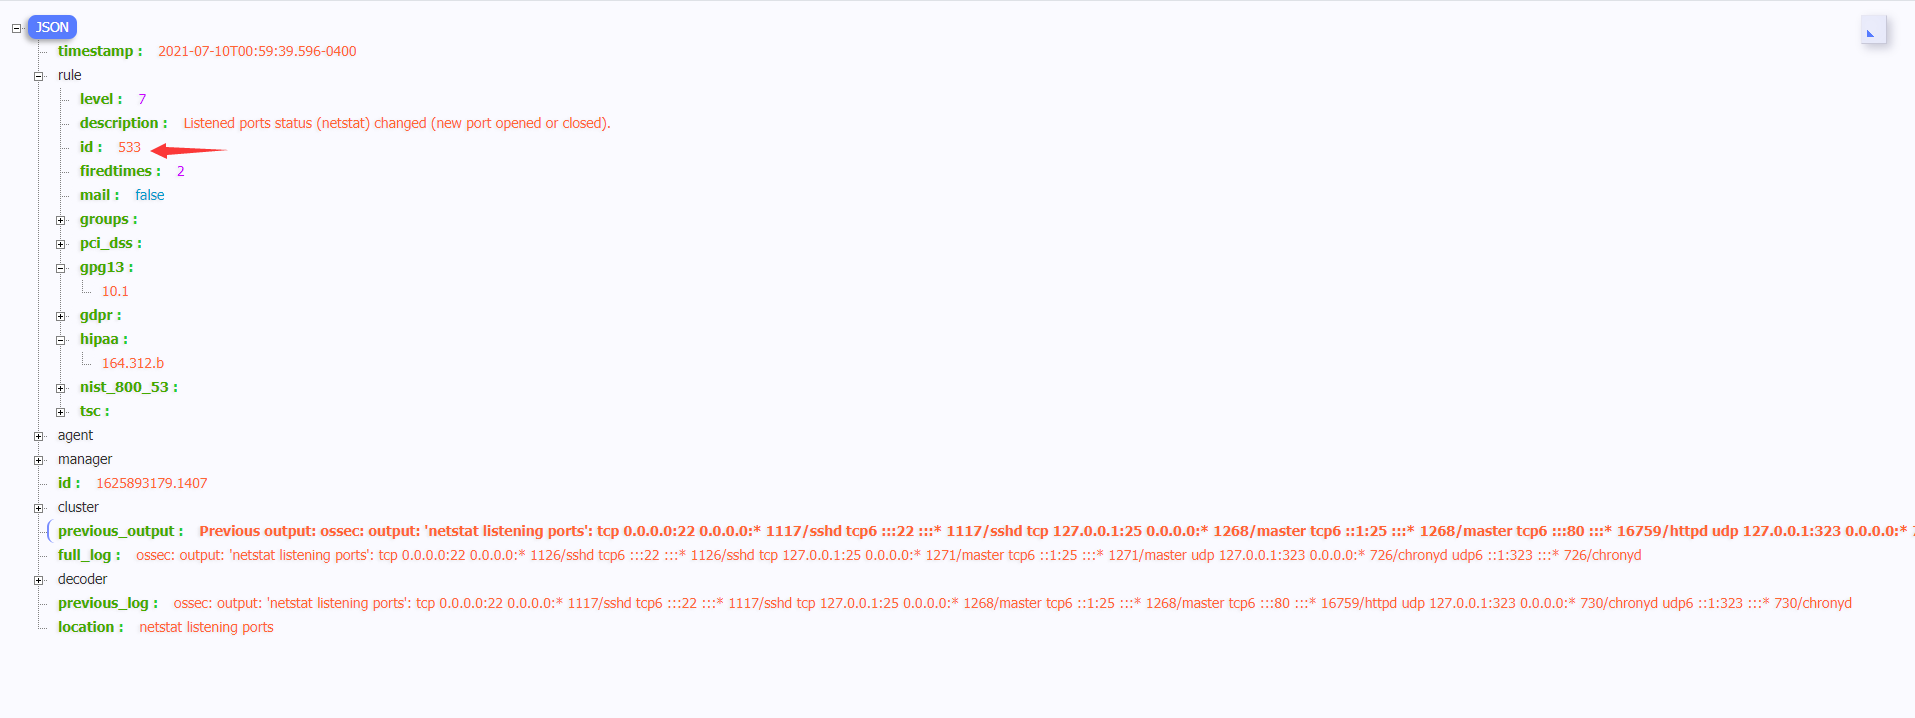 JSON
timestamp : 2021-07-10T00:59:39.596-0400
rule
level : 7
description : Listened ports status (netstat) changed (new port opened or closed).
id : 533
firedtimes : 2
mail : false
groups :
pci_dss :
gpg13 :
10.1
gdpr :
hipaa :
164.312.b
nist_800_53 :
tsc :
agent
manager
id : 1625893179.1407
cluster
previous_output : Previous output: ossec: output: 'netstat listening ports': tcp 0.0.0.0:22 0.0.0.0:* 1117/sshd tcp6 :::22 :::* 1117/sshd tcp 127.0.0.1:25 0.0.0.0:* 1268/master tcp6 ::1:25 :::* 1268/master tcp6 :::80 :::* 16759/httpd udp 127.0.0.1:323 0.0.0.0:*
full_log : ossec: output: 'netstat listening ports': tcp 0.0.0.0:22 0.0.0.0:* 1126/sshd tcp6 :::22 :::* 1126/sshd tcp 127.0.0.1:25 0.0.0.0:* 1271/master tcp6 ::1:25 :::* 1271/master udp 127.0.0.1:323 0.0.0.0:* 726/chronyd udp6 ::1:323 :::* 726/chronyd
decoder
previous_log : ossec: output: 'netstat listening ports': tcp 0.0.0.0:22 0.0.0.0:* 1117/sshd tcp6 :::22 :::* 1117/sshd tcp 127.0.0.1:25 0.0.0.0:* 1268/master tcp6 ::1:25 :::* 1268/master tcp6 :::80 :::* 16759/httpd udp 127.0.0.1:323 0.0.0.0:* 730/chronyd udp6 ::1:323 :::* 730/chronyd
location : netstat listening ports